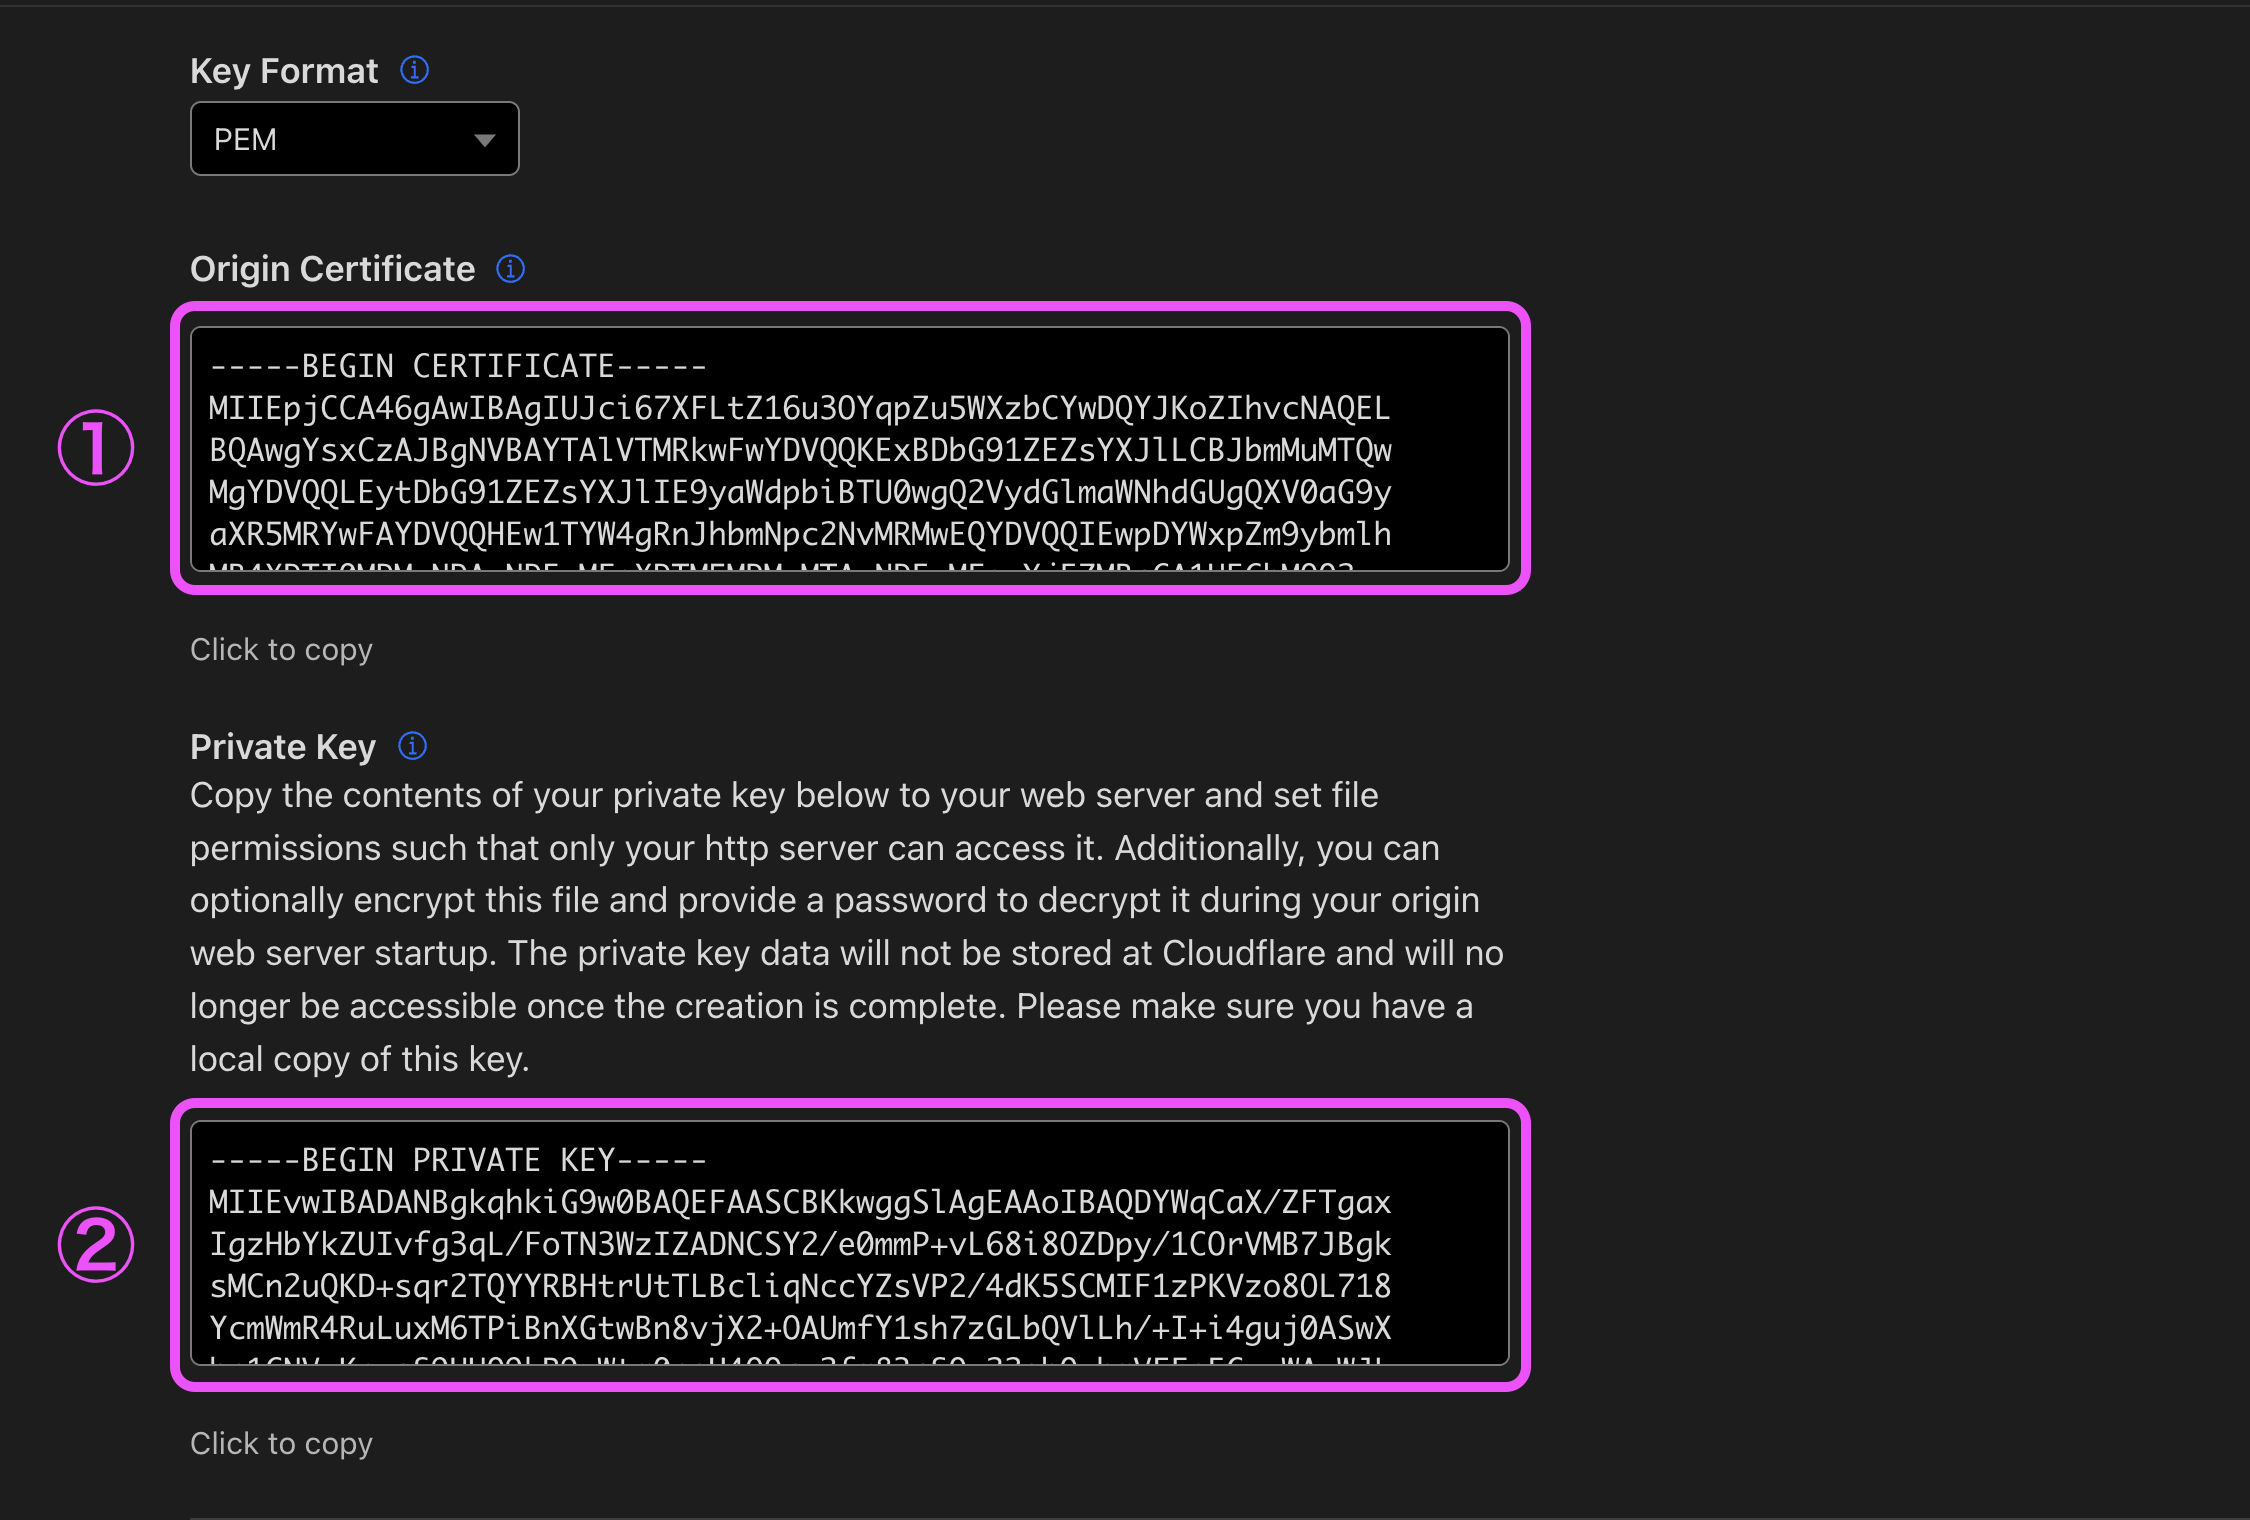 Key Format
PEM
Origin Certificate
-----BEGIN CERTIFICATE-----
MIIEpjCCA46gAwIBAgIUJci67XFLtZ16u3OYqpZu5WXzbCYwDQYJKoZIhvcNAQEL
BQAwgYsxCzAJBgNVBAYTAlVTMRkwFwYDVQQKExBDbG91ZEZsYXJlLCBJbmMuMTQw
MgYDVQQLEytDbG91ZEZsYXJlIE9yaWdpbiBTU0wgQ2VydGlmaWNhdGUgQXV0aG9y
aXR5MRYwFAYDVQQHEw1TYW4gRnJhbmNpc2NvMRMwEQYDVQQIEwpDYWxpZm9ybmlh
①
Click to copy
Private Key
Copy the contents of your private key below to your web server and set file
permissions such that only your http server can access it. Additionally, you can
optionally encrypt this file and provide a password to decrypt it during your origin
web server startup. The private key data will not be stored at Cloudflare and will no
longer be accessible once the creation is complete. Please make sure you have a
local copy of this key.
-----BEGIN PRIVATE KEY-----
MIIEvwIBADANBgkqhkiG9w0BAQEFAASCBKkwggSlAgEAAoIBAQDYWqCaX/ZFTgax
IgzHbYkZUIvfg3qL/FoTN3WzIZADNCSY2/e0mmP+vL68i8OZDpy/1COrVMB7JBgk
sMCn2uQKD+sqr2TQYYRBHtrUtTLBcliqNccYZsVP2/4dK5SCMIF1zPKVzo8OL718
YcmWmR4RuLuxM6TPiBnXGtwBn8vjX2+OAUmfY1sh7zGLbQVlLh/+I+i4guj0ASwX
②
Click to copy